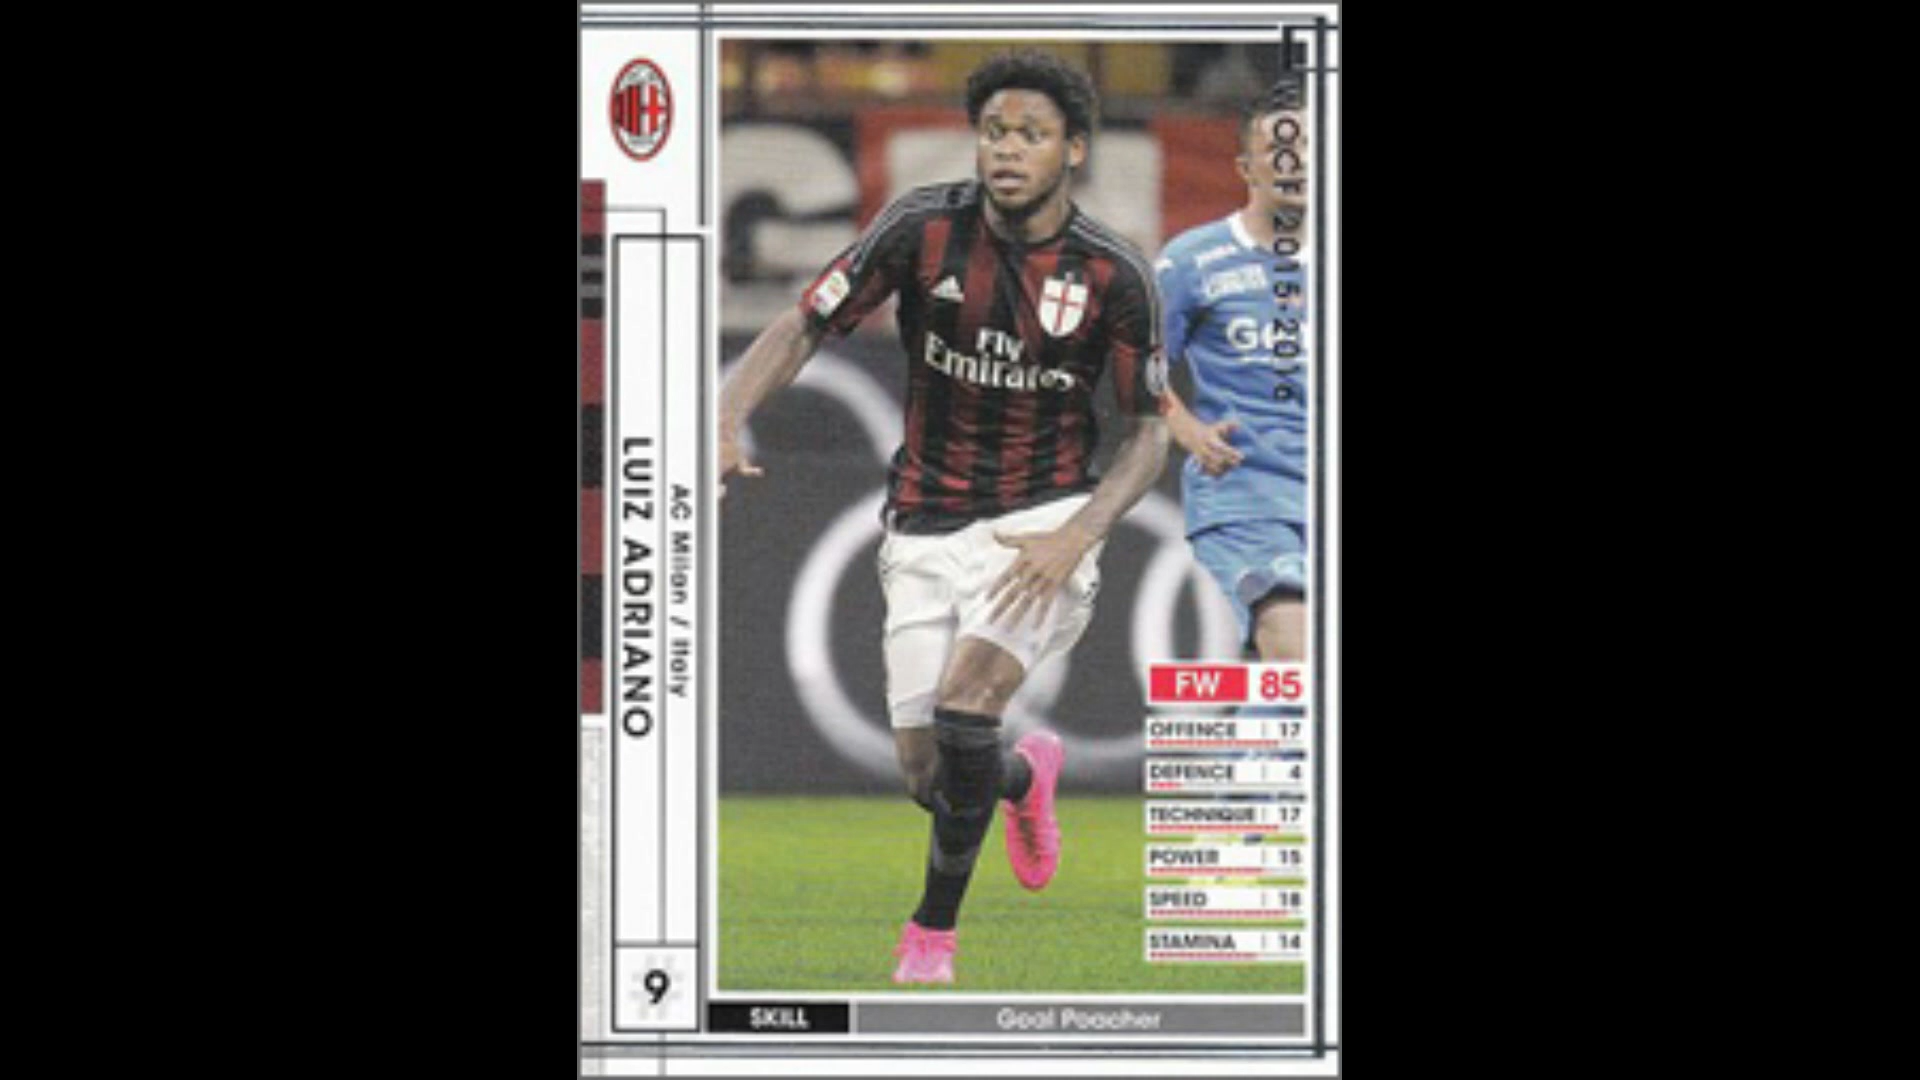 AC Milan / Italy
LUIZ ADRIANO
9
WCCF 2015-2016
Fly
Emirates
FW 85
OFFENCE 17
DEFENCE 4
TECHNIQUE 17
POWER 15
SPEED 18
STAMINA 14
SKILL Goal Poacher